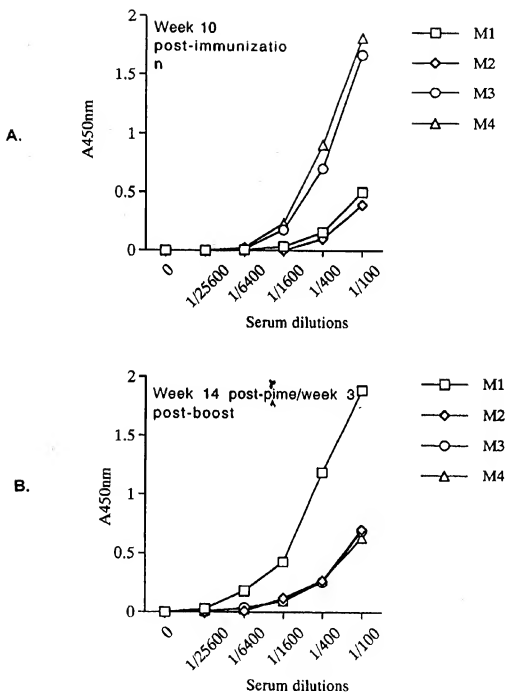 A.
Week 10
post-immunizatio
n
A450nm
2
1.5
1
0.5
0
0
1/25600
1/6400
1/1600
1/400
1/100
Serum dilutions
M1
M2
M3
M4
B.
Week 14 post-prime/week 3
post-boost
A450nm
2
1.5
1
0.5
0
0
1/25600
1/6400
1/1600
1/400
1/100
Serum dilutions
M1
M2
M3
M4